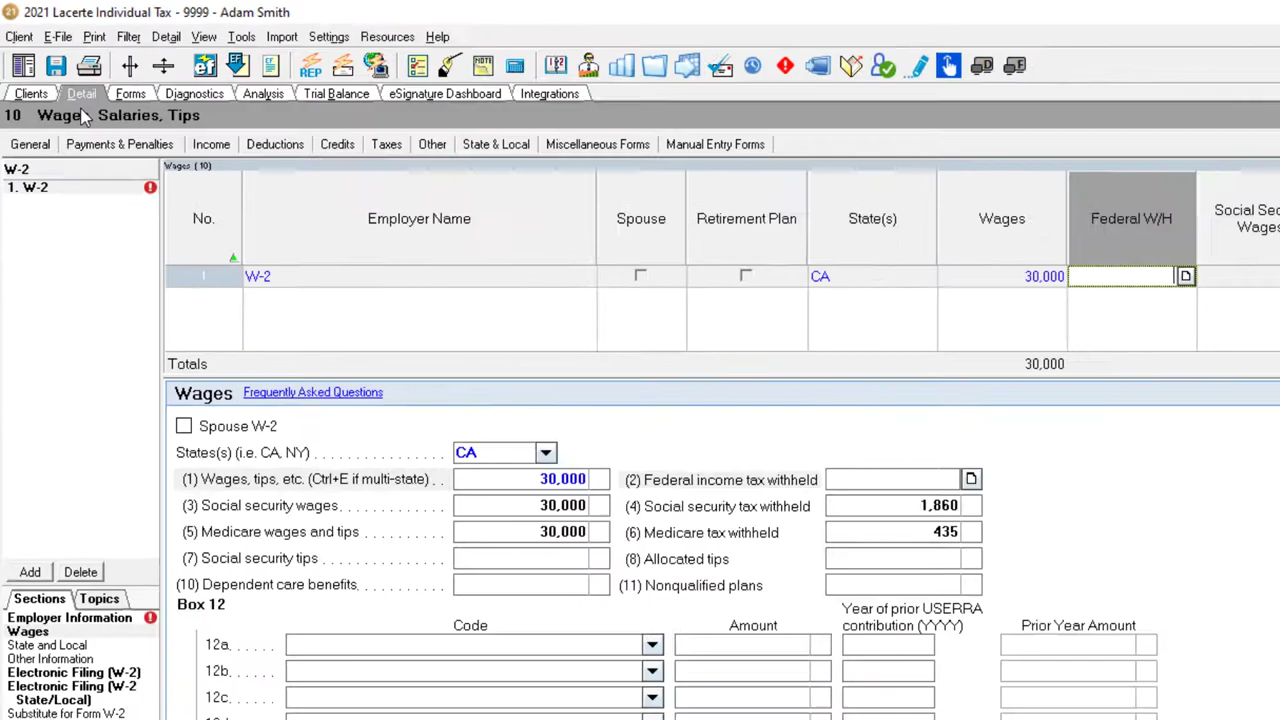 2021 Lacerte Individual Tax - 9999 - Adam Smith
Client E-File Print Filter Detail View Tools Import Settings Resources Help
Clients Detail Forms Diagnostics Analysis Trial Balance eSignature Dashboard Integrations
10 Wage Salaries, Tips
General Payments & Penalties Income Deductions Credits Taxes Other State & Local Miscellaneous Forms Manual Entry Forms
W-2
1. W-2
Wages (10)
No. Employer Name Spouse Retirement Plan State(s) Wages Federal W/H Social Sec
Wages
1 W-2 CA 30,000
Totals 30,000
Wages Frequently Asked Questions
Spouse W-2
States(s) (i.e. CA, NY) CA
(1) Wages, tips, etc. (Ctrl+E if multi-state) . . 30,000 (2) Federal income tax withheld
(3) Social security wages 30,000 (4) Social security tax withheld 1,860
(5) Medicare wages and tips 30,000 (6) Medicare tax withheld 435
(7) Social security tips (8) Allocated tips
(10) Dependent care benefits (11) Nonqualified plans
Box 12
Code Amount Year of prior USERRA contribution (YYYY) Prior Year Amount
12a
12b
12c
Add Delete
Sections Topics
Employer Information
Wages
State and Local
Other Information
Electronic Filing (W-2)
Electronic Filing (W-2
State/Local)
Substitute for Form W-2